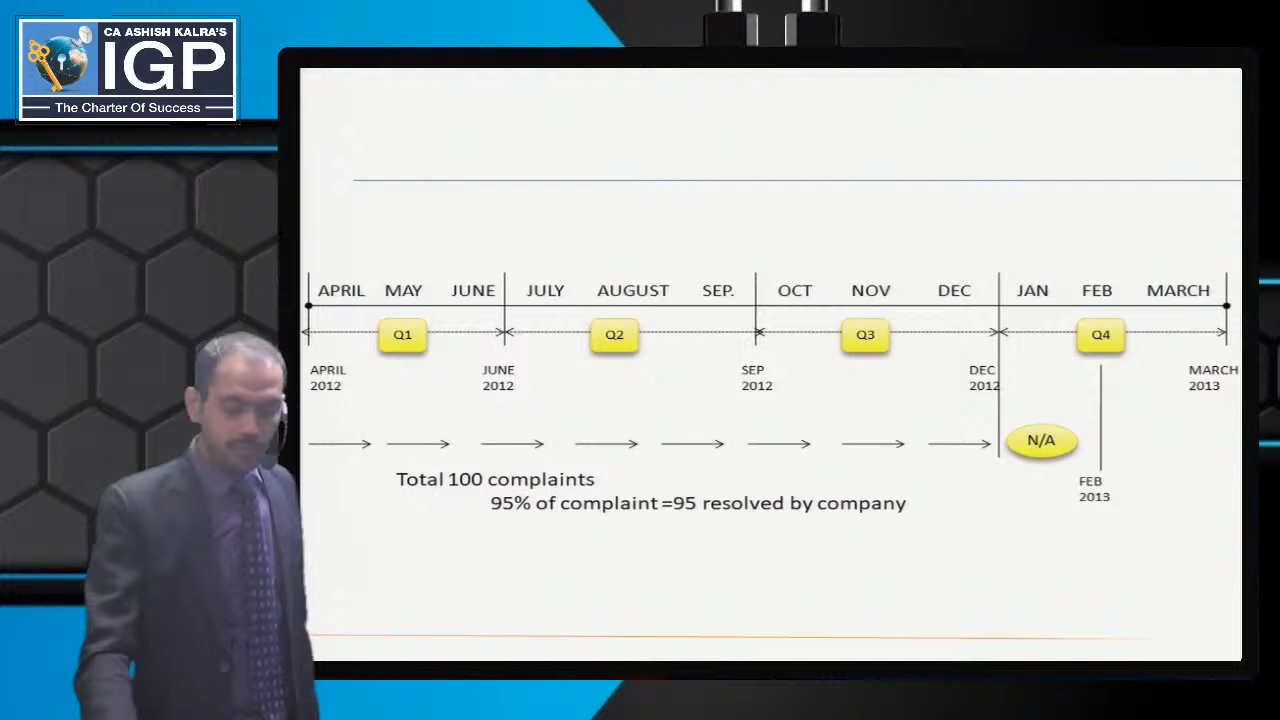 CA ASHISH KALRA'S
IGP
The Charter Of Success
APRIL MAY JUNE JULY AUGUST SEP. OCT NOV DEC JAN FEB MARCH
Q1 Q2 Q3 Q4
APRIL 2012
JUNE 2012
SEP 2012
DEC 2012
MARCH 2013
N/A
FEB 2013
Total 100 complaints
95% of complaint =95 resolved by company